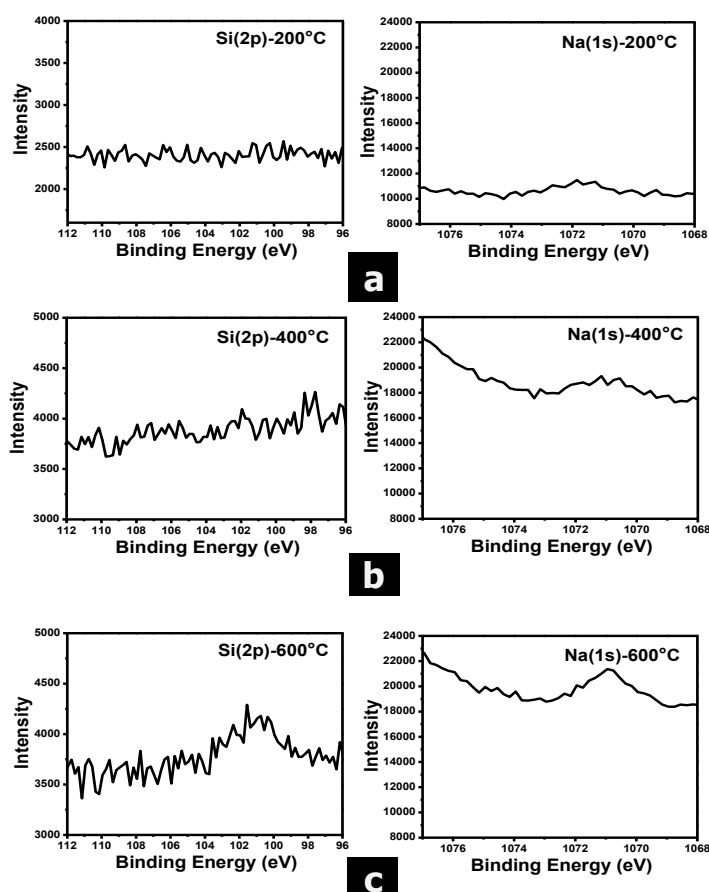 Si(2p)-200°C
Intensity
4000
3500
3000
2500
2000
112 110 108 106 104 102 100 98 96
Binding Energy (eV)
Na(1s)-200°C
Intensity
24000
22000
20000
18000
16000
14000
12000
10000
8000
1076 1074 1072 1070 1068
Binding Energy (eV)
a
Si(2p)-400°C
Intensity
5000
4500
4000
3500
3000
112 110 108 106 104 102 100 98 96
Binding Energy (eV)
Na(1s)-400°C
Intensity
24000
22000
20000
18000
16000
14000
12000
10000
8000
1076 1074 1072 1070 1068
Binding Energy (eV)
b
Si(2p)-600°C
Intensity
5000
4500
4000
3500
3000
112 110 108 106 104 102 100 98 96
Binding Energy (eV)
Na(1s)-600°C
Intensity
24000
22000
20000
18000
16000
14000
12000
10000
8000
1076 1074 1072 1070 1068
Binding Energy (eV)
c